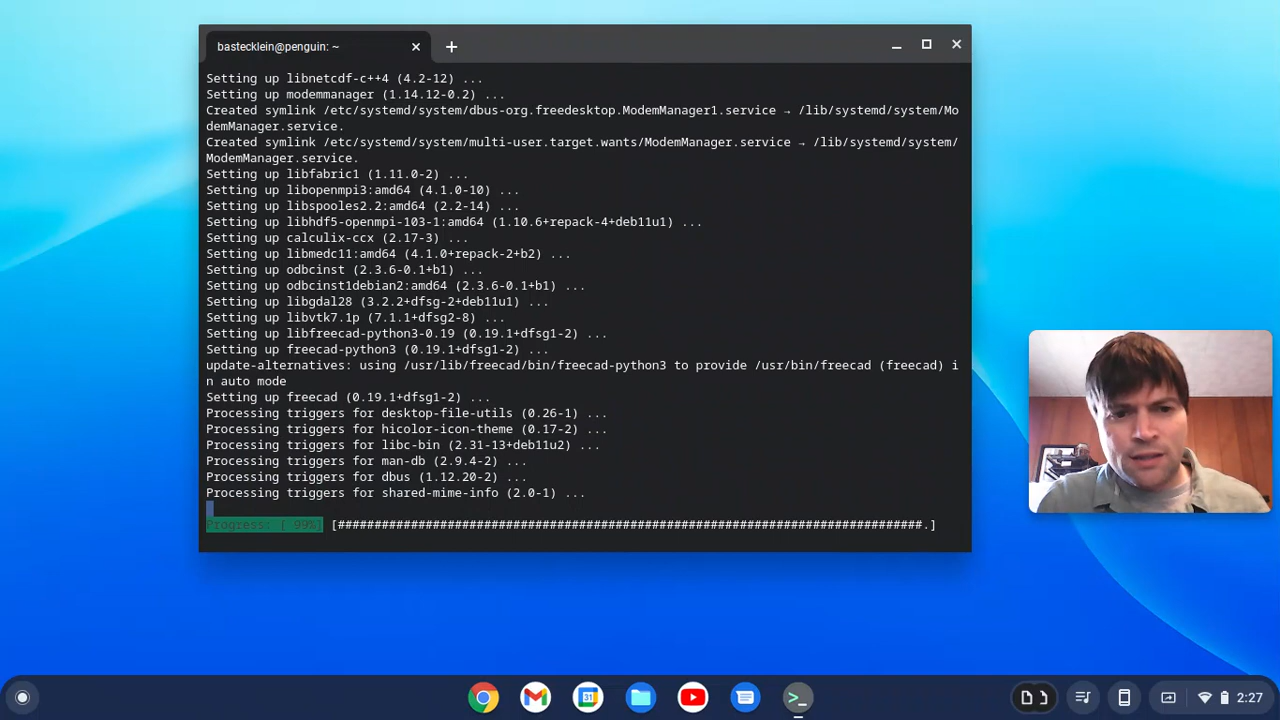 bastecklein@penguin: ~
Setting up libnetcdf-c++4 (4.2-12) ...
Setting up modemmanager (1.14.12-0.2) ...
Created symlink /etc/systemd/system/dbus-org.freedesktop.ModemManager1.service → /lib/systemd/system/Mo
demManager.service.
Created symlink /etc/systemd/system/multi-user.target.wants/ModemManager.service → /lib/systemd/system/
ModemManager.service.
Setting up libfabric1 (1.11.0-2) ...
Setting up libopenmpi3:amd64 (4.1.0-10) ...
Setting up libspooles2.2:amd64 (2.2-14) ...
Setting up libhdf5-openmpi-103-1:amd64 (1.10.6+repack-4+deb11u1) ...
Setting up calculix-ccx (2.17-3) ...
Setting up libmedc11:amd64 (4.1.0+repack-2+b2) ...
Setting up odbcinst (2.3.6-0.1+b1) ...
Setting up odbcinst1debian2:amd64 (2.3.6-0.1+b1) ...
Setting up libgdal28 (3.2.2+dfsg-2+deb11u1) ...
Setting up libvtk7.1p (7.1.1+dfsg2-8) ...
Setting up libfreecad-python3-0.19 (0.19.1+dfsg1-2) ...
Setting up freecad-python3 (0.19.1+dfsg1-2) ...
update-alternatives: using /usr/lib/freecad/bin/freecad-python3 to provide /usr/bin/freecad (freecad) i
n auto mode
Setting up freecad (0.19.1+dfsg1-2) ...
Processing triggers for desktop-file-utils (0.26-1) ...
Processing triggers for hicolor-icon-theme (0.17-2) ...
Processing triggers for libc-bin (2.31-13+deb11u2) ...
Processing triggers for man-db (2.9.4-2) ...
Processing triggers for dbus (1.12.20-2) ...
Processing triggers for shared-mime-info (2.0-1) ...
Progress: [ 99%] [################################################################################.]
31
2:27